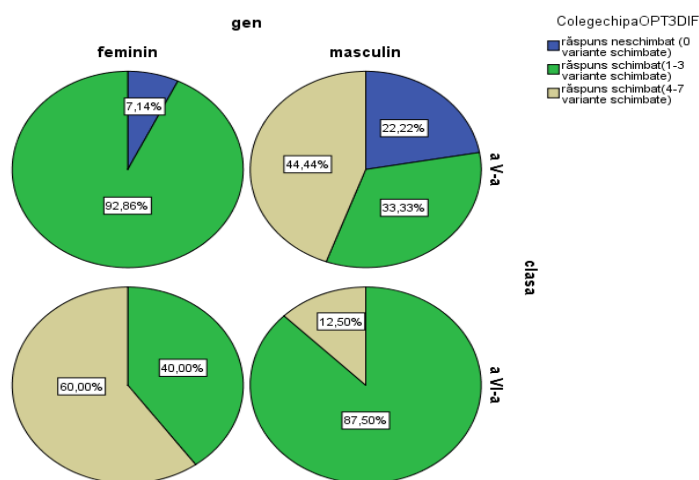 gen
feminin
masculin
7,14%
92,86%
22,22%
44,44%
33,33%
a V-a
clasa
60,00%
40,00%
12,50%
87,50%
a VI-a
ColegechipaOPT3DIF
răspuns neschimbat (0
variante schimbate)
răspuns schimbat(1-3
variante schimbate)
răspuns schimbat(4-7
variante schimbate)